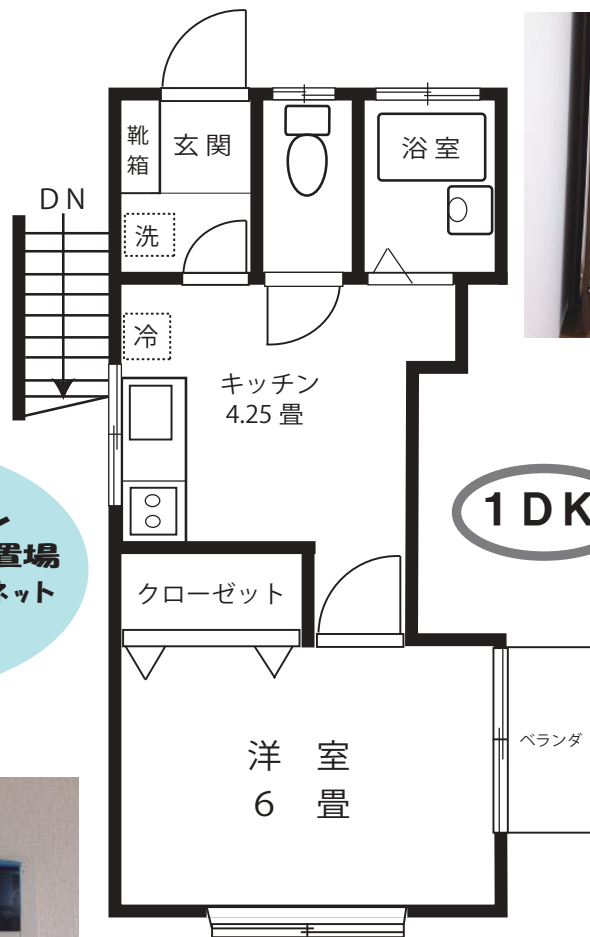 靴箱
玄関
浴室
DN
洗
冷
キッチン
4.25 畳
1DK
置場
ネット
クローゼット
洋室
6 畳
ベランダ